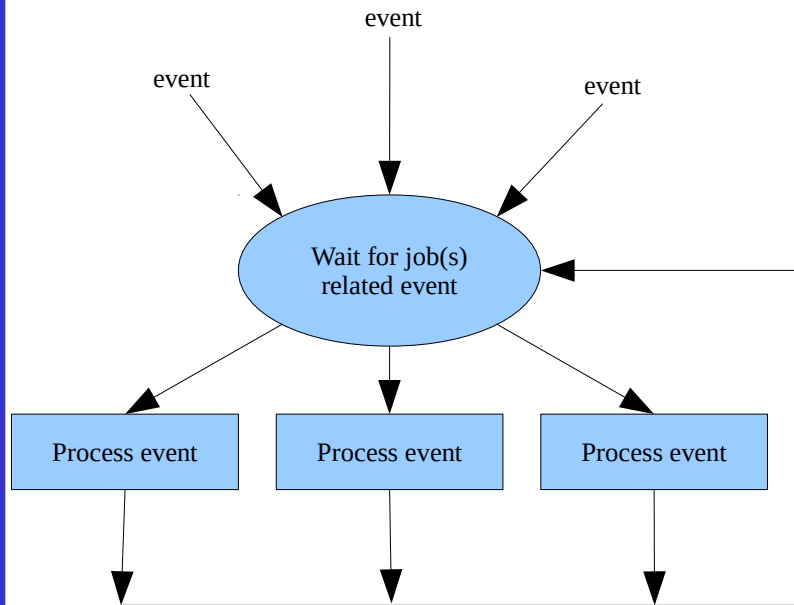 event
event
event
Wait for job(s)
related event
Process event
Process event
Process event